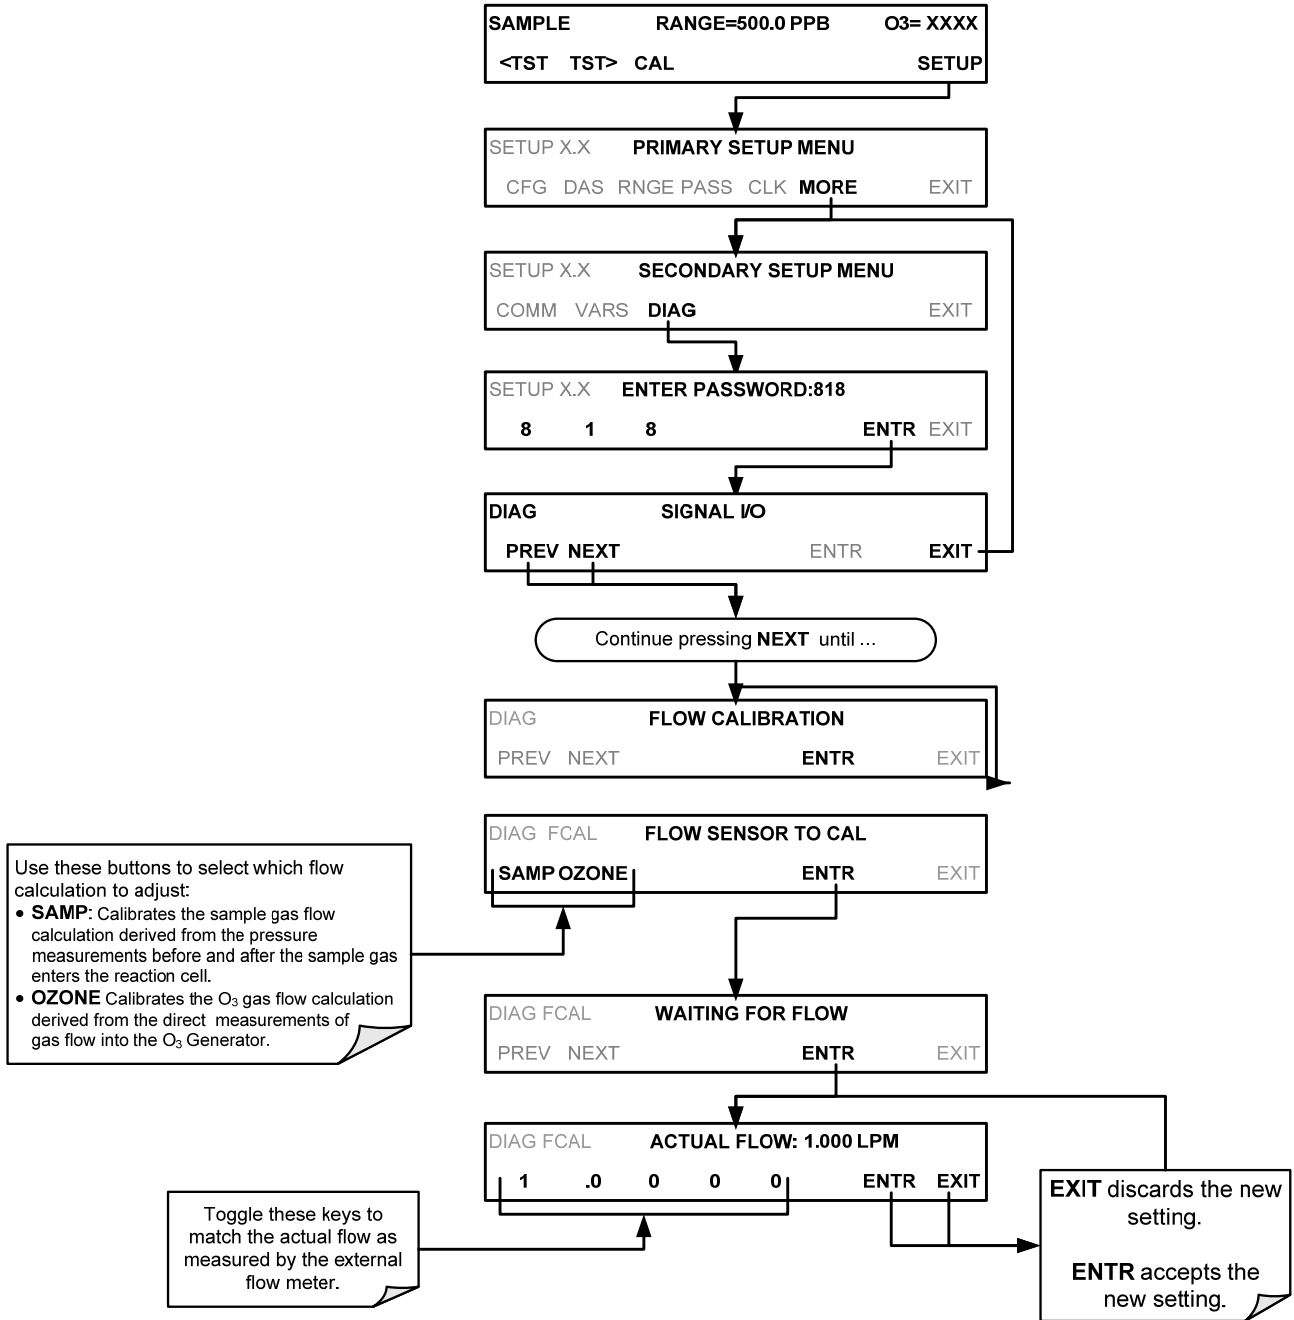 SAMPLE RANGE=500.0 PPB O3= XXXX
<TST TST> CAL SETUP
SETUP X.X PRIMARY SETUP MENU
CFG DAS RNGE PASS CLK MORE EXIT
SETUP X.X SECONDARY SETUP MENU
COMM VARS DIAG EXIT
SETUP X.X ENTER PASSWORD:818
8 1 8 ENTR EXIT
DIAG SIGNAL I/O
PREV NEXT ENTR EXIT
Continue pressing NEXT until ...
DIAG FLOW CALIBRATION
PREV NEXT ENTR EXIT
DIAG FCAL FLOW SENSOR TO CAL
SAMP OZONE ENTR EXIT
Use these buttons to select which flow
calculation to adjust:
• SAMP: Calibrates the sample gas flow
calculation derived from the pressure
measurements before and after the sample gas
enters the reaction cell.
• OZONE Calibrates the O3 gas flow calculation
derived from the direct measurements of
gas flow into the O3 Generator.
DIAG FCAL WAITING FOR FLOW
PREV NEXT ENTR EXIT
DIAG FCAL ACTUAL FLOW: 1.000 LPM
1 .0 0 0 0 ENTR EXIT
Toggle these keys to
match the actual flow as
measured by the external
flow meter.
EXIT discards the new
setting.
ENTR accepts the
new setting.